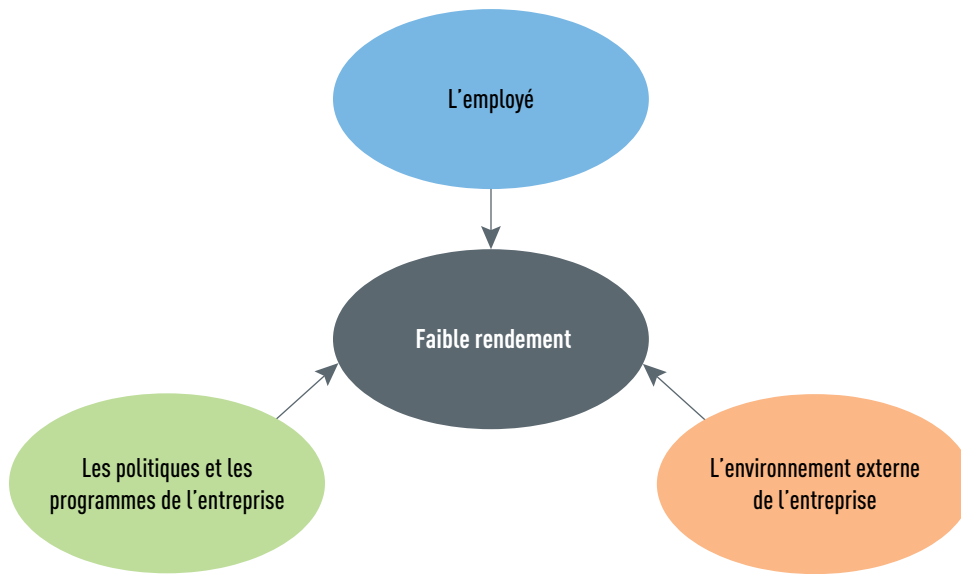 L'employé
Faible rendement
Les politiques et les
programmes de l'entreprise
L'environnement externe
de l'entreprise